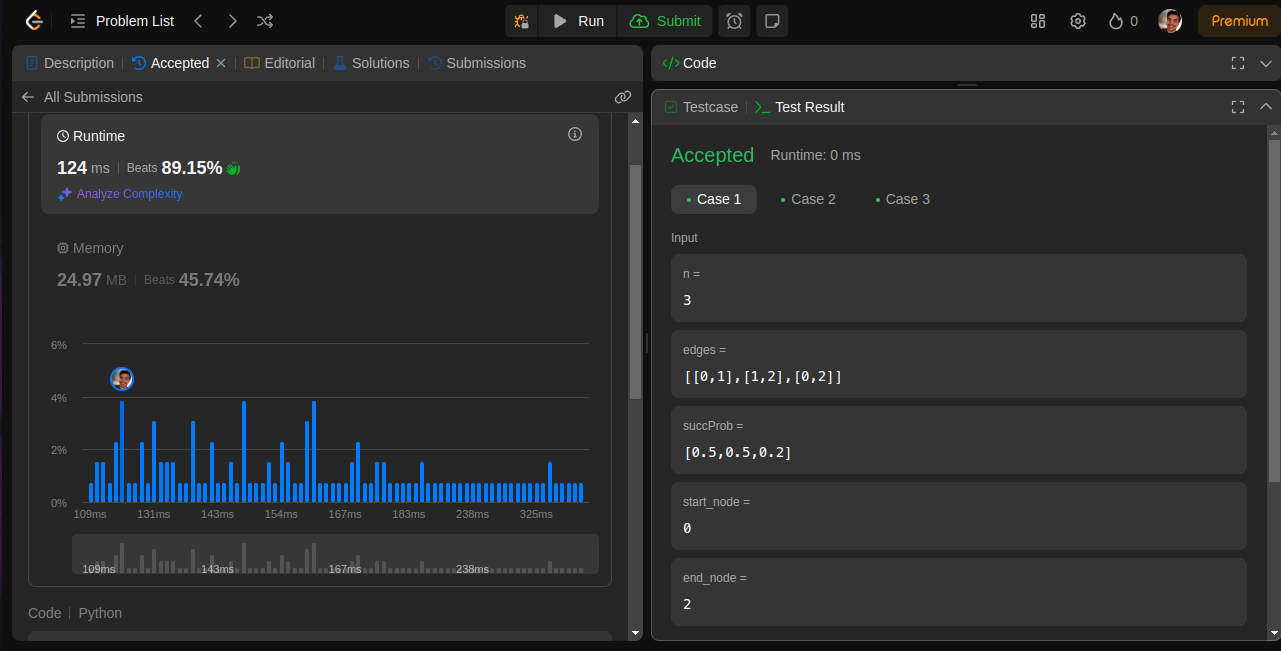 Problem List
Run
Submit
0
Premium
Description
Accepted
Editorial
Solutions
Submissions
All Submissions
Runtime
124 ms | Beats 89.15%
Analyze Complexity
Memory
24.97 MB | Beats 45.74%
6%
4%
2%
0%
109ms 131ms 143ms 154ms 167ms 183ms 238ms 325ms
109ms 143ms 167ms 238ms
Code | Python
</> Code
Testcase | Test Result
Accepted Runtime: 0 ms
• Case 1 • Case 2 • Case 3
Input
n =
3
edges =
[[0,1],[1,2],[0,2]]
succProb =
[0.5,0.5,0.2]
start_node =
0
end_node =
2